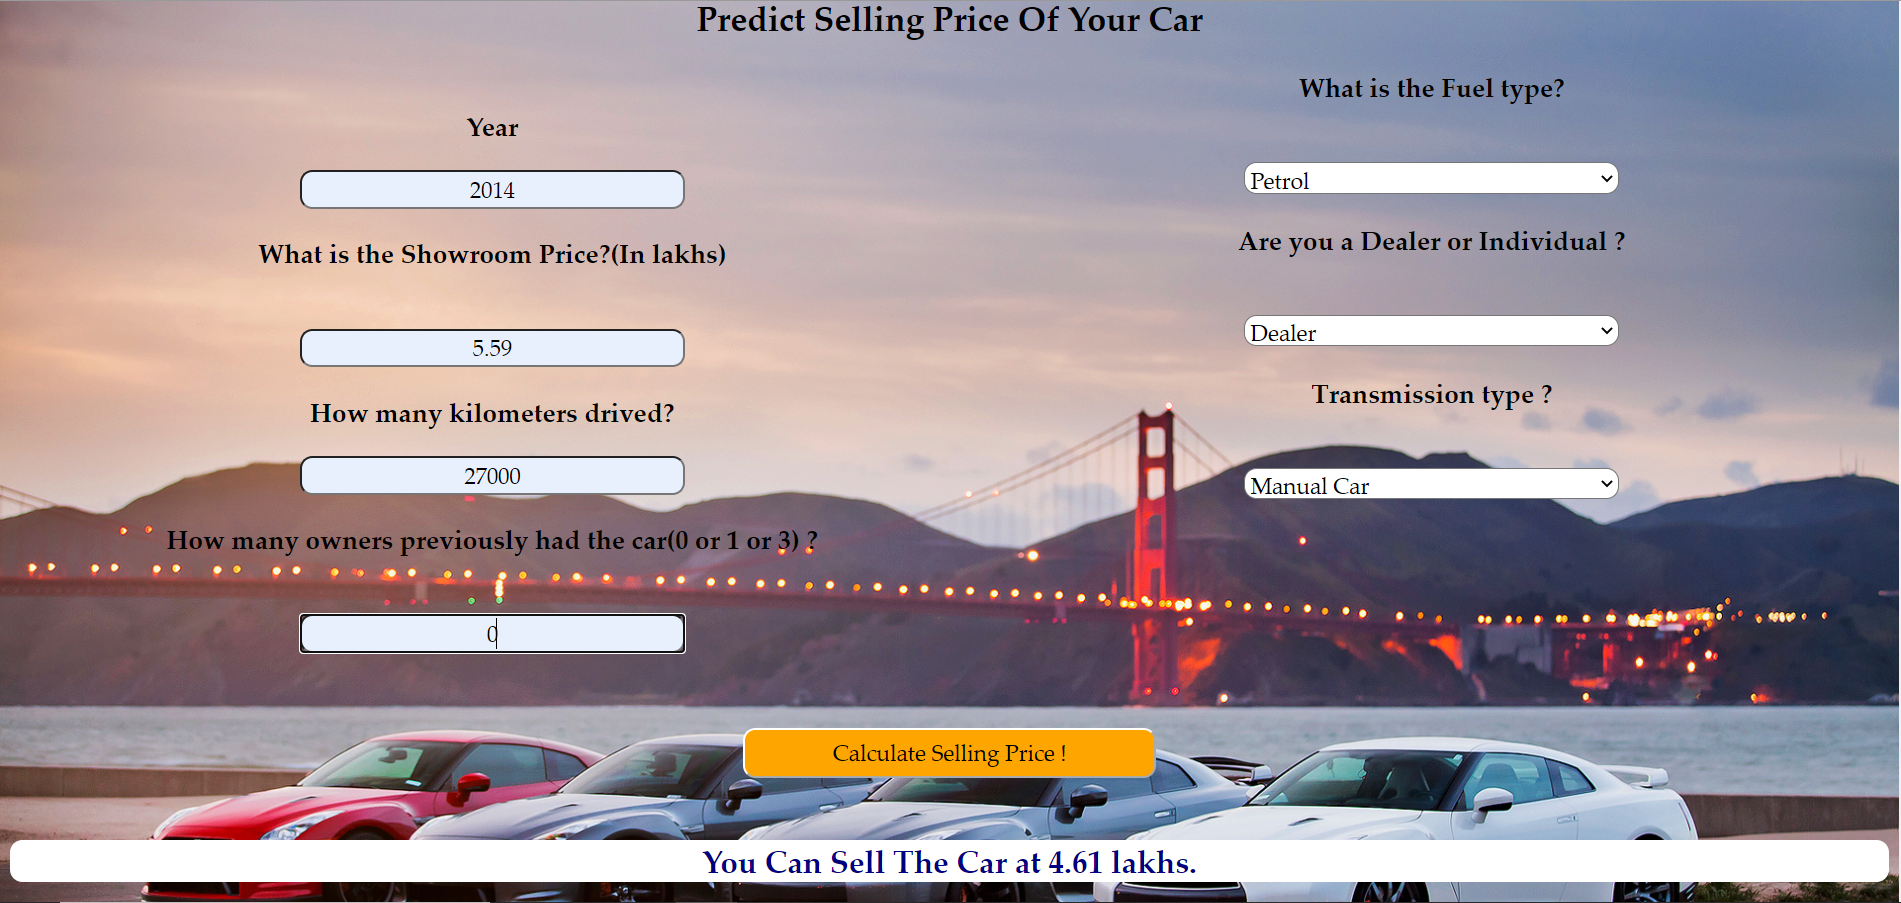 Predict Selling Price Of Your Car
Year
2014
What is the Showroom Price?(In lakhs)
5.59
How many kilometers drived?
27000
How many owners previously had the car(0 or 1 or 3) ?
0
What is the Fuel type?
Petrol
Are you a Dealer or Individual ?
Dealer
Transmission type ?
Manual Car
Calculate Selling Price !
You Can Sell The Car at 4.61 lakhs.